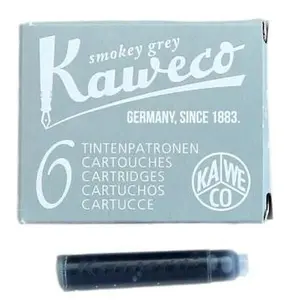 smokey grey
Kaweco
GERMANY, SINCE 1883.
6
TINTENPATRONEN
CARTOUCHES
CARTRIDGES
CARTUCHOS
CARTUCCE
KA WE
CO